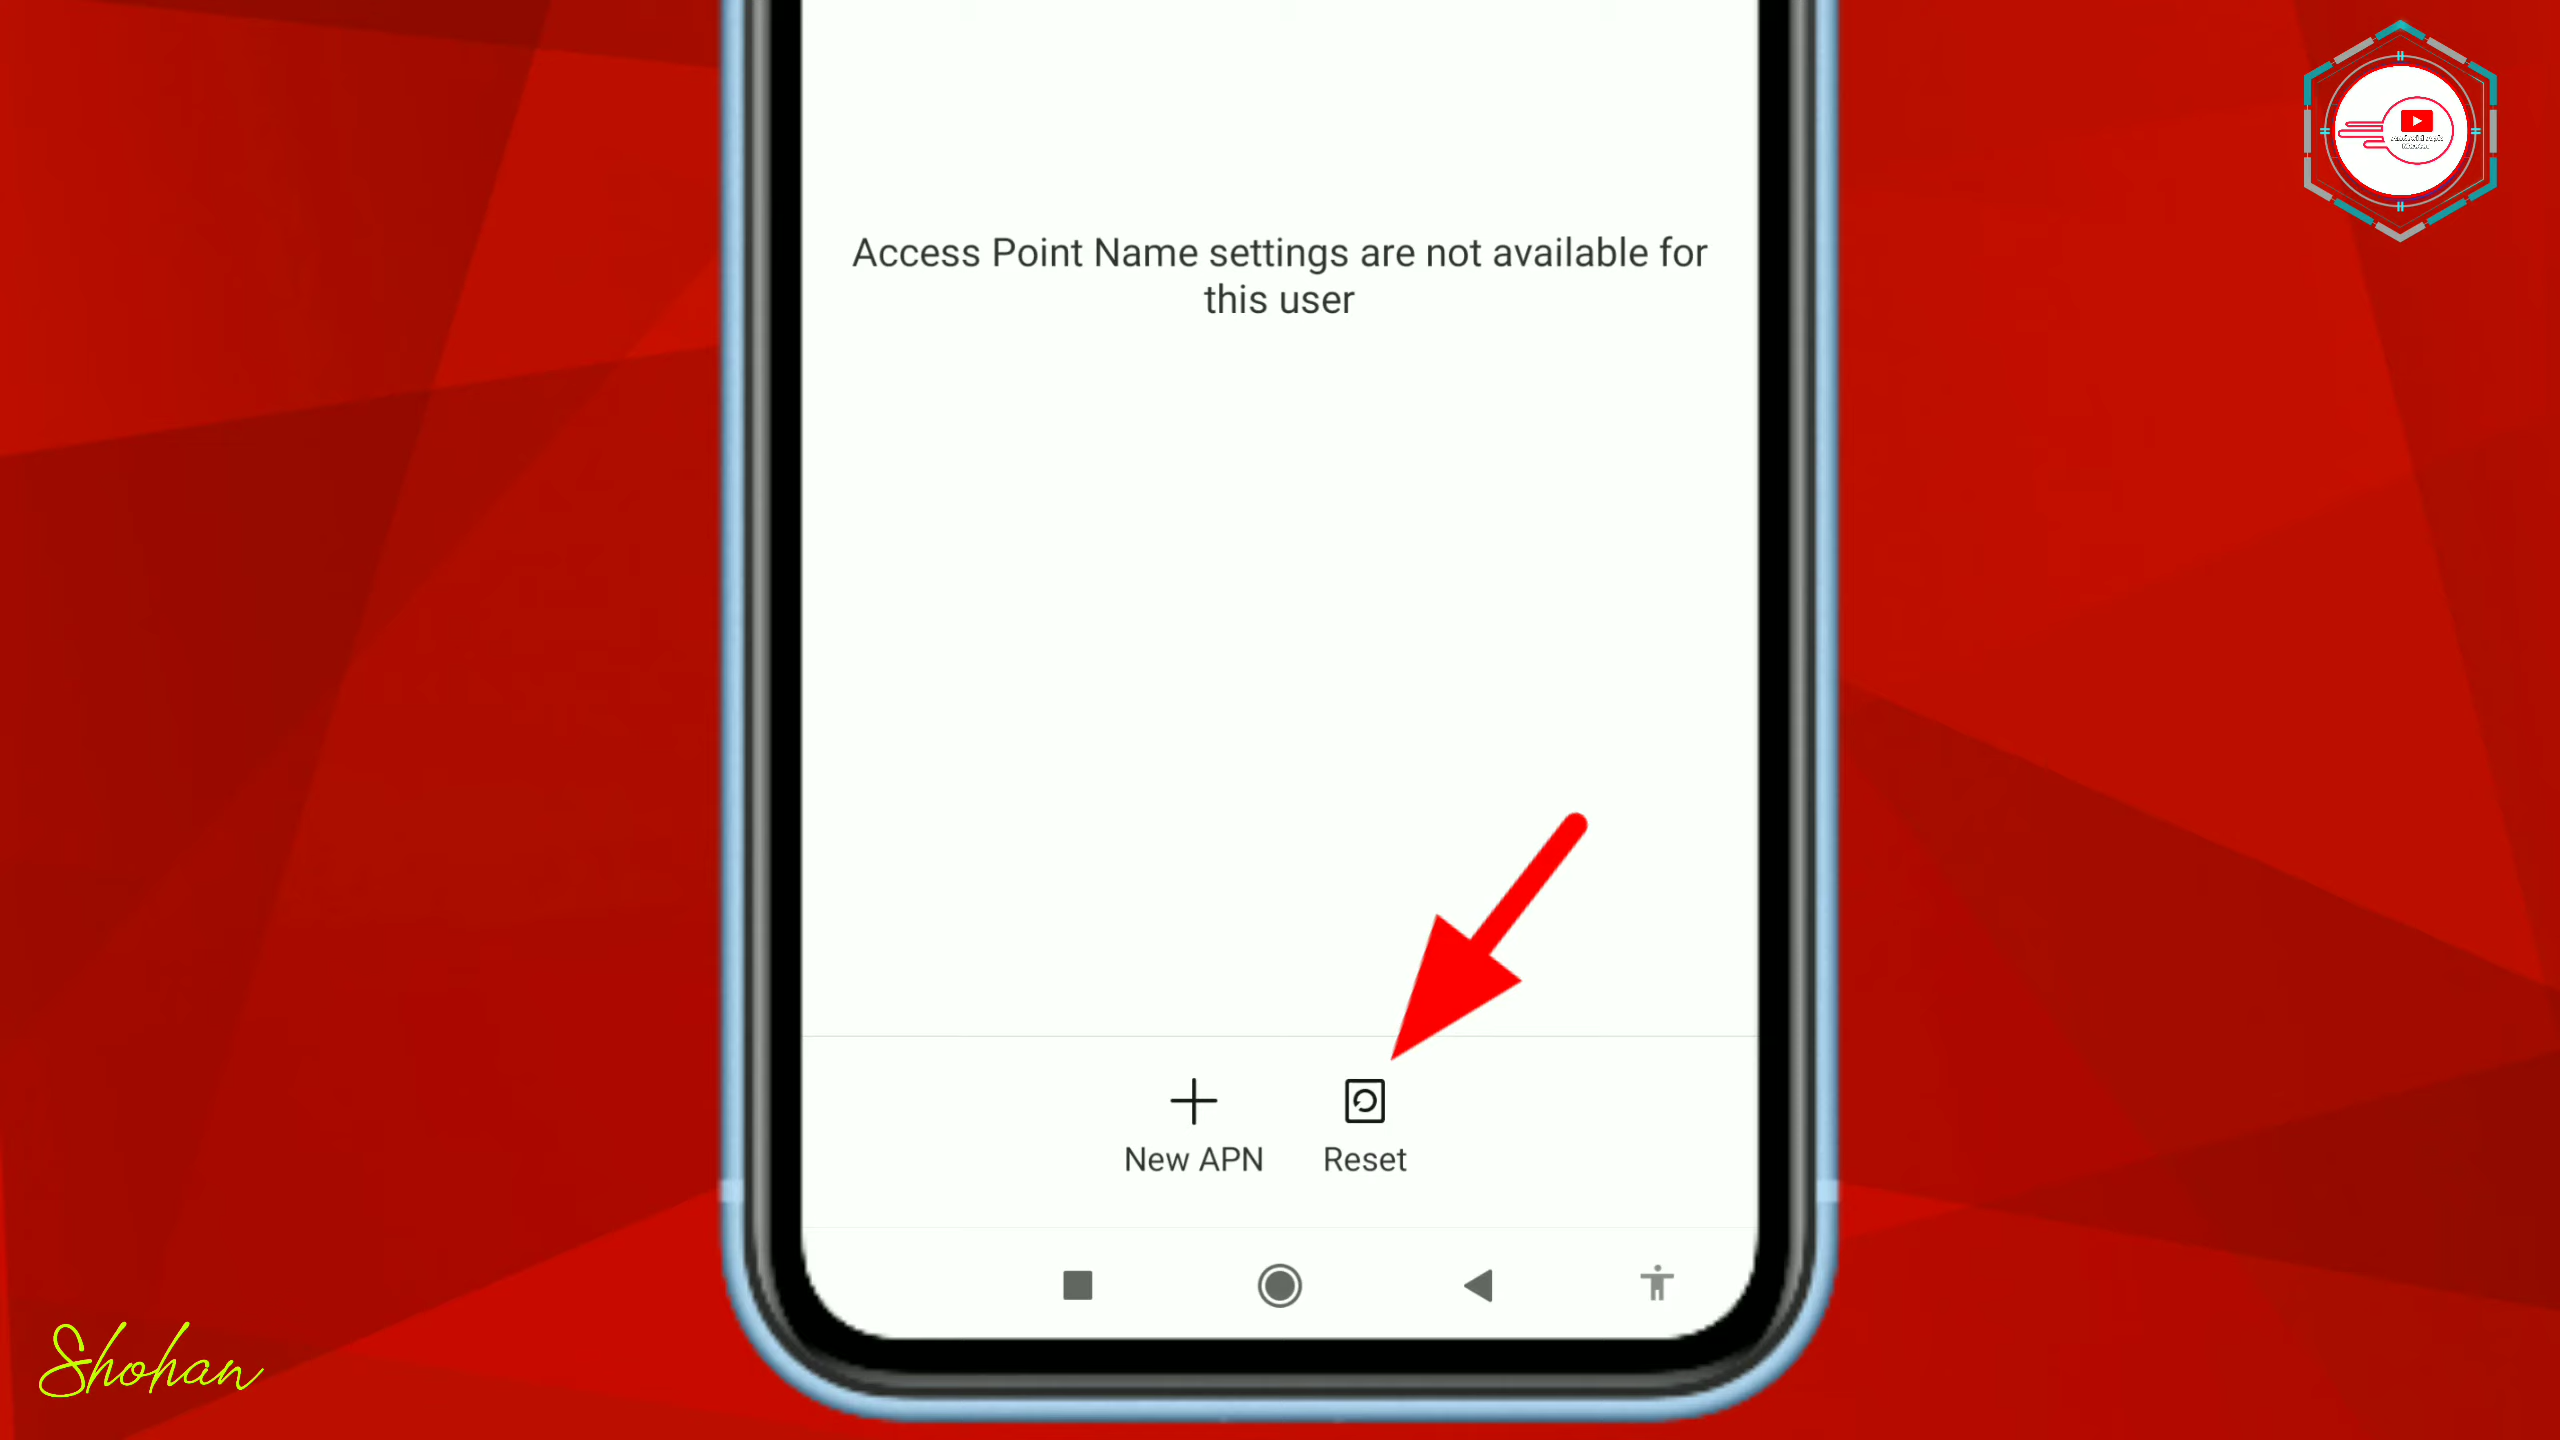 Access Point Name settings are not available for
this user
New APN
Reset
Shohan